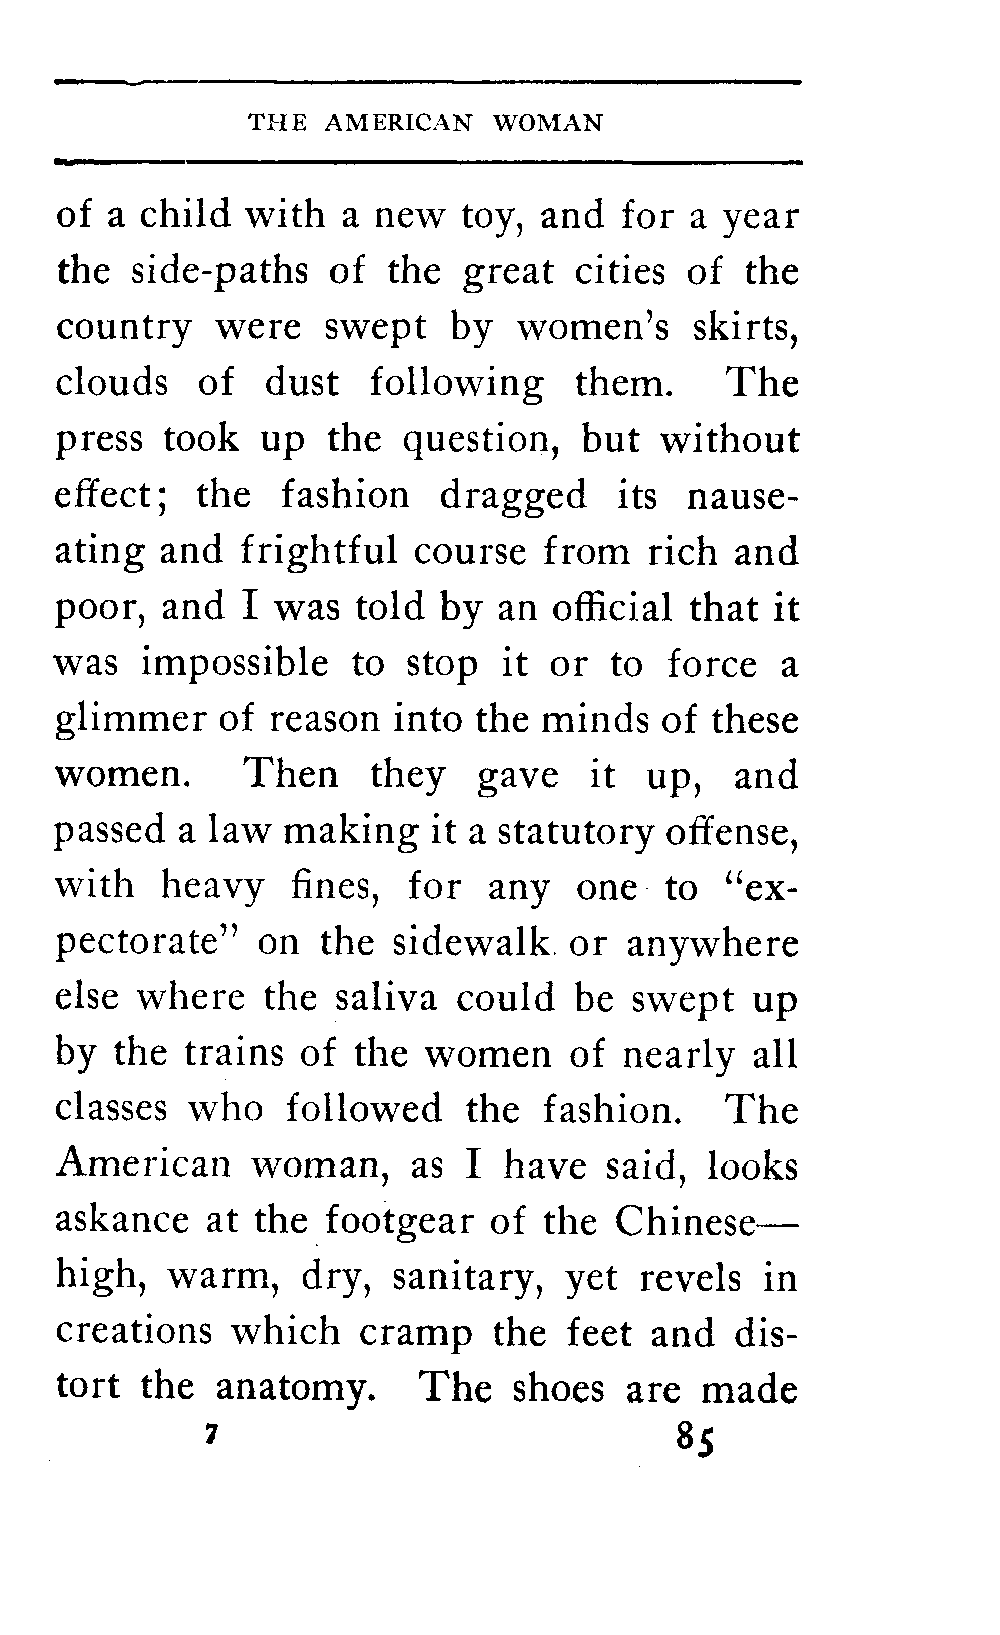 THE AMERICAN WOMAN
of a child with a new toy, and for a year
the side-paths of the great cities of the
country were swept by women's skirts,
clouds of dust following them. The
press took up the question, but without
effect; the fashion dragged its nause-
ating and frightful course from rich and
poor, and I was told by an official that it
was impossible to stop it or to force a
glimmer of reason into the minds of these
women. Then they gave it up, and
passed a law making it a statutory offense,
with heavy fines, for any one to “ex-
pectorate” on the sidewalk or anywhere
else where the saliva could be swept up
by the trains of the women of nearly all
classes who followed the fashion. The
American woman, as I have said, looks
askance at the footgear of the Chinese—
high, warm, dry, sanitary, yet revels in
creations which cramp the feet and dis-
tort the anatomy. The shoes are made
7 85